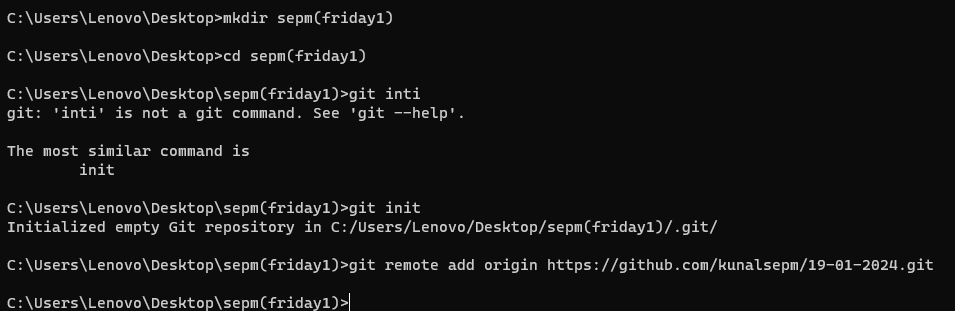 C:\Users\Lenovo\Desktop>mkdir sepm(friday1)
C:\Users\Lenovo\Desktop>cd sepm(friday1)
C:\Users\Lenovo\Desktop\sepm(friday1)>git inti
git: 'inti' is not a git command. See 'git --help'.
The most similar command is
init
C:\Users\Lenovo\Desktop\sepm(friday1)>git init
Initialized empty Git repository in C:/Users/Lenovo/Desktop/sepm(friday1)/.git/
C:\Users\Lenovo\Desktop\sepm(friday1)>git remote add origin https://github.com/kunalsepm/19-01-2024.git
C:\Users\Lenovo\Desktop\sepm(friday1)>